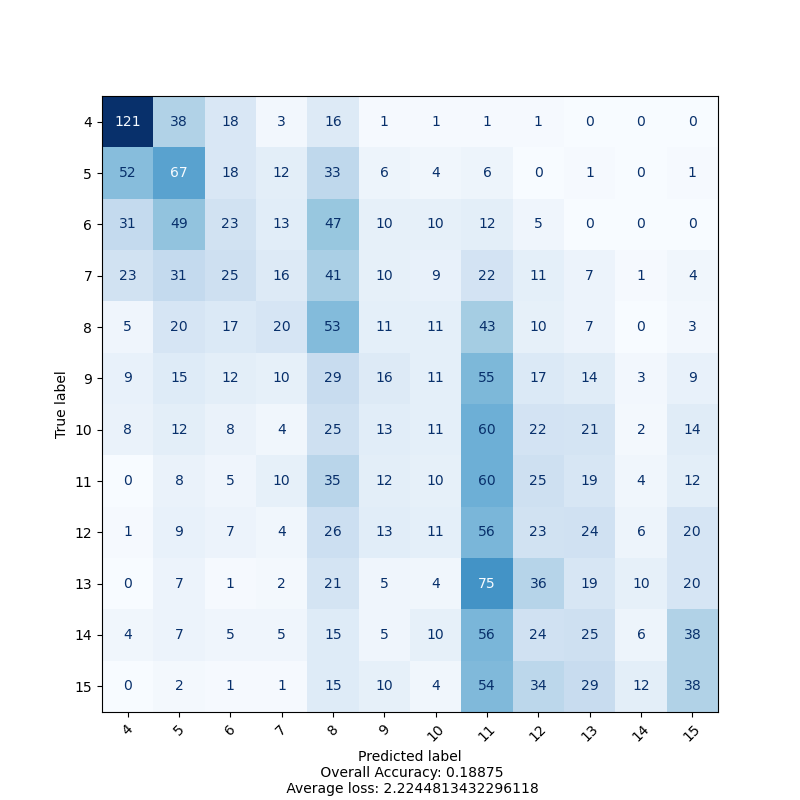 4 121 38 18 3 16 1 1 1 1 0 0 0
5 52 67 18 12 33 6 4 6 0 1 0 1
6 31 49 23 13 47 10 10 12 5 0 0 0
7 23 31 25 16 41 10 9 22 11 7 1 4
8 5 20 17 20 53 11 11 43 10 7 0 3
True label
9 9 15 12 10 29 16 11 55 17 14 3 9
10 8 12 8 4 25 13 11 60 22 21 2 14
11 0 8 5 10 35 12 10 60 25 19 4 12
12 1 9 7 4 26 13 11 56 23 24 6 20
13 0 7 1 2 21 5 4 75 36 19 10 20
14 4 7 5 5 15 5 10 56 24 25 6 38
15 0 2 1 1 15 10 4 54 34 29 12 38
4 5 6 7 8 9 10 11 12 13 14 15
Predicted label
Overall Accuracy: 0.18875
Average loss: 2.2244813432296118